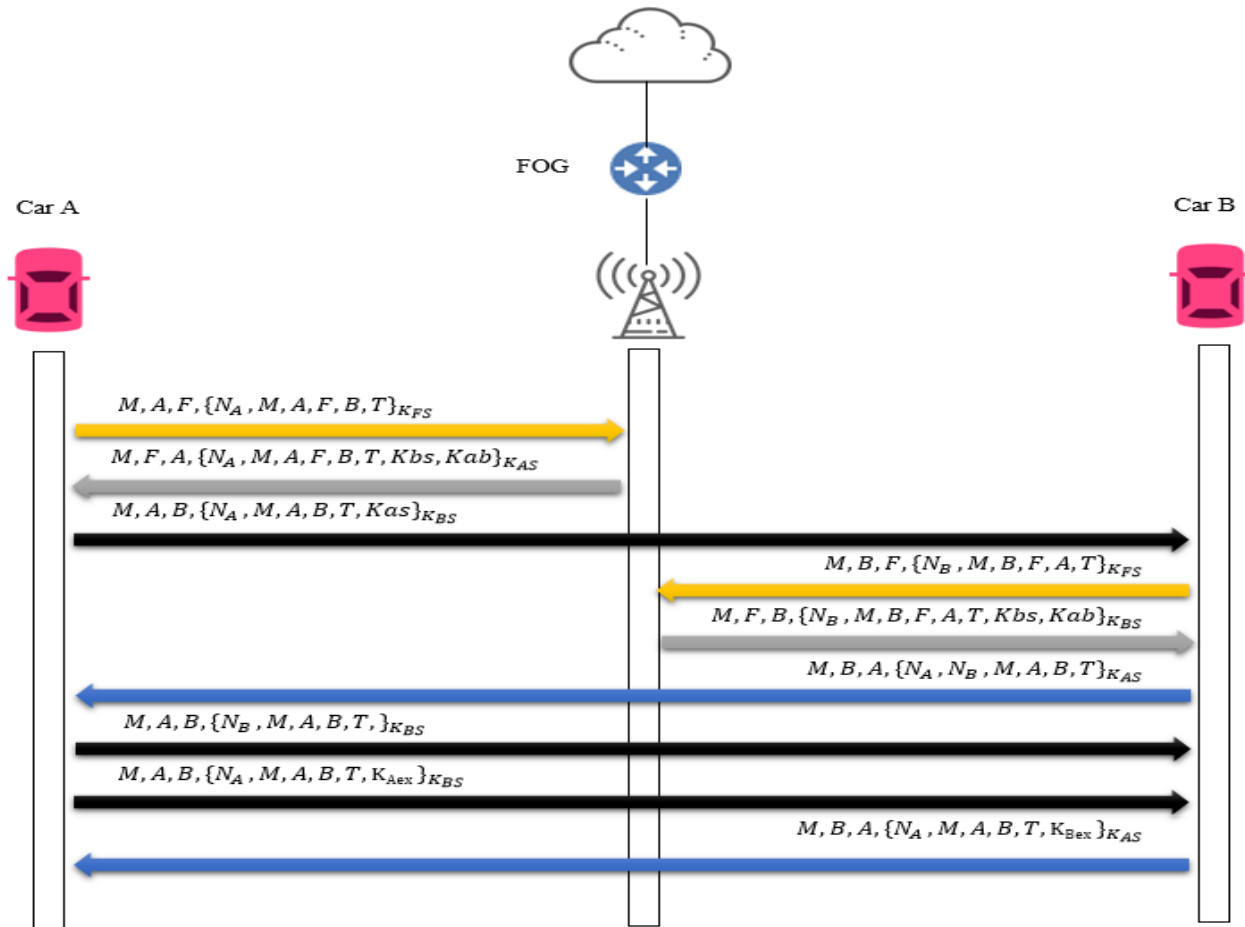 FOG
Car A
Car B
M, A, F, {N_A, M, A, F, B, T}_{K_{FS}}
M, F, A, {N_A, M, A, F, B, T, Kbs, Kab}_{K_{AS}}
M, A, B, {N_A, M, A, B, T, Kas}_{K_{BS}}
M, B, F, {N_B, M, B, F, A, T}_{K_{FS}}
M, F, B, {N_B, M, B, F, A, T, Kbs, Kab}_{K_{BS}}
M, B, A, {N_A, N_B, M, A, B, T}_{K_{AS}}
M, A, B, {N_B, M, A, B, T, }_{K_{BS}}
M, A, B, {N_A, M, A, B, T, K_{Aex}}_{K_{BS}}
M, B, A, {N_A, M, A, B, T, K_{Bex}}_{K_{AS}}